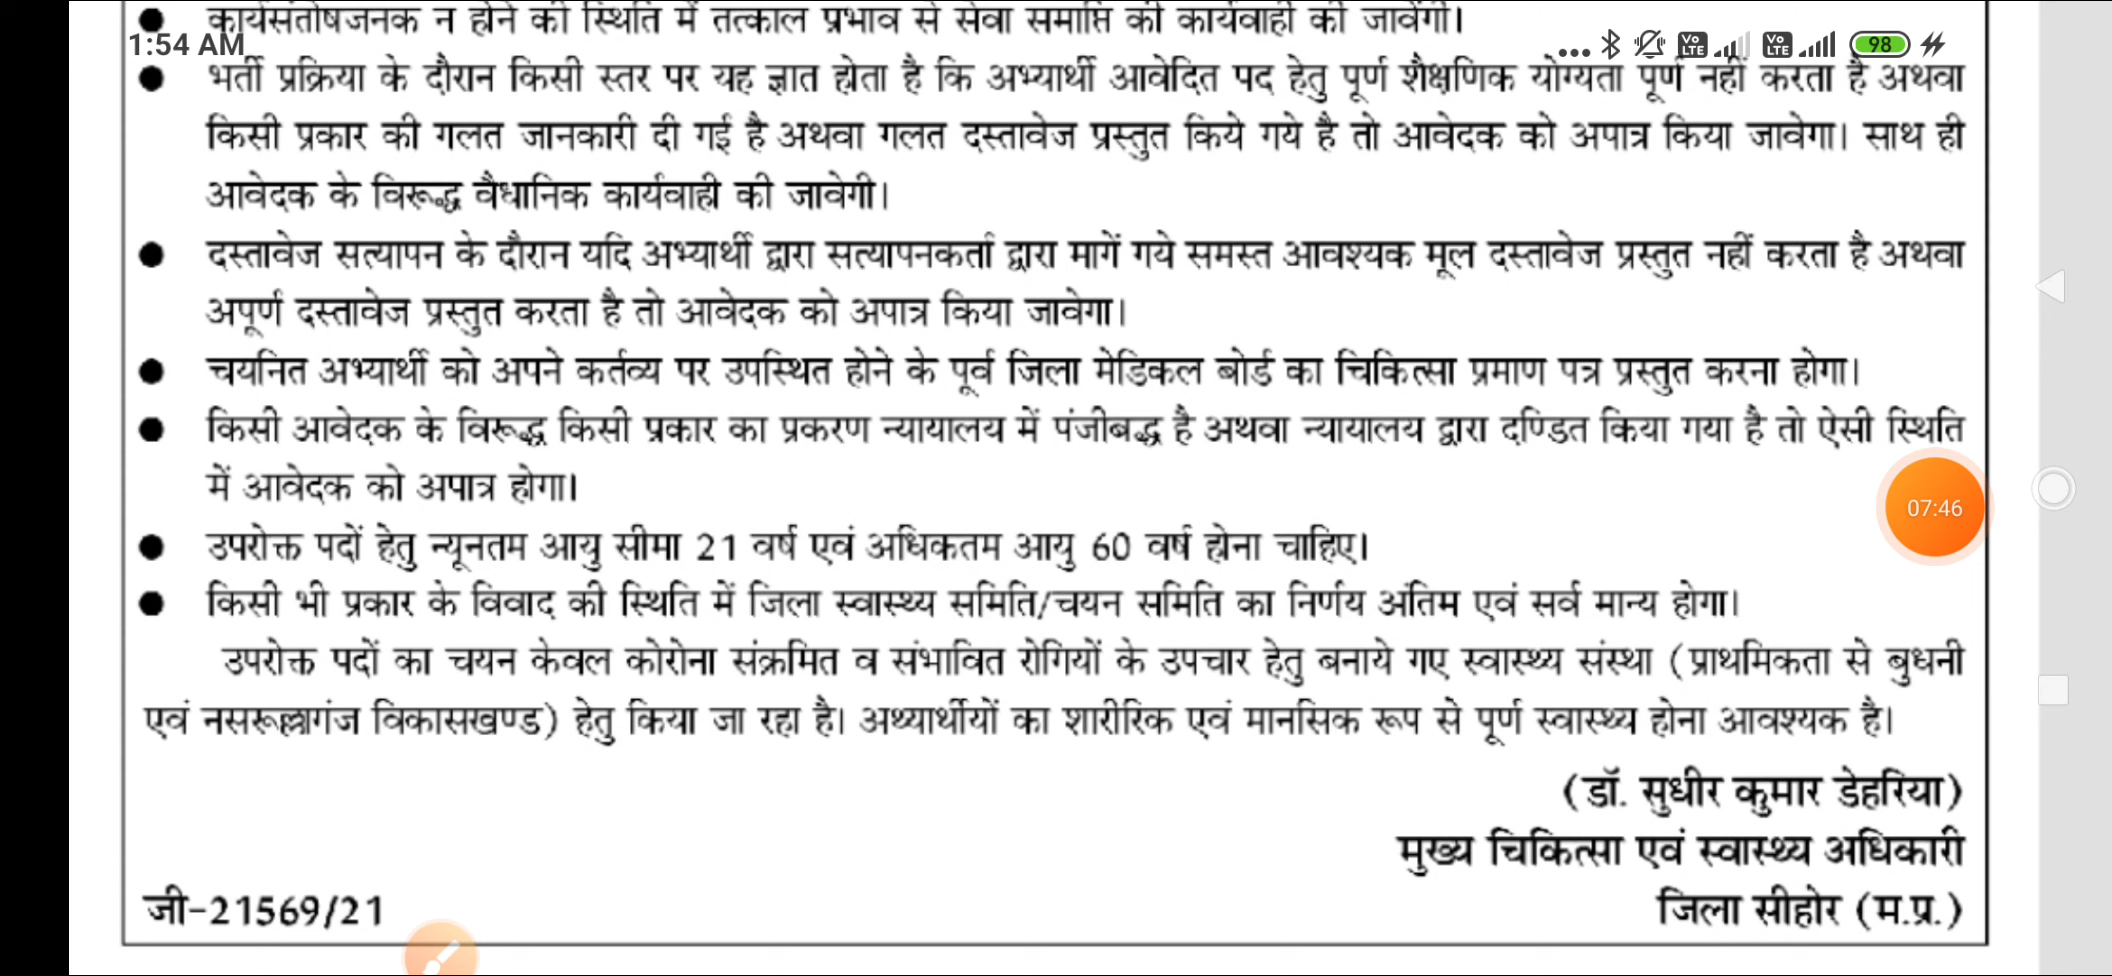 कार्यसंतोषजनक न होने की स्थिति में तत्काल प्रभाव से सेवा समाप्ति की कार्यवाही की जावेगी।
1:54 AM
... Vo LTE Vo LTE 98
● भर्ती प्रक्रिया के दौरान किसी स्तर पर यह ज्ञात होता है कि अभ्यार्थी आवेदित पद हेतु पूर्ण शैक्षणिक योग्यता पूर्ण नहीं करता है अथवा
किसी प्रकार की गलत जानकारी दी गई है अथवा गलत दस्तावेज प्रस्तुत किये गये है तो आवेदक को अपात्र किया जावेगा। साथ ही
आवेदक के विरूद्ध वैधानिक कार्यवाही की जावेगी।
● दस्तावेज सत्यापन के दौरान यदि अभ्यार्थी द्वारा सत्यापनकर्ता द्वारा मागें गये समस्त आवश्यक मूल दस्तावेज प्रस्तुत नहीं करता है अथवा
अपूर्ण दस्तावेज प्रस्तुत करता है तो आवेदक को अपात्र किया जावेगा।
● चयनित अभ्यार्थी को अपने कर्तव्य पर उपस्थित होने के पूर्व जिला मेडिकल बोर्ड का चिकित्सा प्रमाण पत्र प्रस्तुत करना होगा।
● किसी आवेदक के विरूद्ध किसी प्रकार का प्रकरण न्यायालय में पंजीबद्ध है अथवा न्यायालय द्वारा दण्डित किया गया है तो ऐसी स्थिति
में आवेदक को अपात्र होगा।
07:46
● उपरोक्त पदों हेतु न्यूनतम आयु सीमा 21 वर्ष एवं अधिकतम आयु 60 वर्ष होना चाहिए।
● किसी भी प्रकार के विवाद की स्थिति में जिला स्वास्थ्य समिति/चयन समिति का निर्णय अंतिम एवं सर्व मान्य होगा।
उपरोक्त पदों का चयन केवल कोरोना संक्रमित व संभावित रोगियों के उपचार हेतु बनाये गए स्वास्थ्य संस्था (प्राथमिकता से बुधनी
एवं नसरूल्लागंज विकासखण्ड) हेतु किया जा रहा है। अथ्यार्थीयों का शारीरिक एवं मानसिक रूप से पूर्ण स्वास्थ्य होना आवश्यक है।
(डॉ. सुधीर कुमार डेहरिया)
मुख्य चिकित्सा एवं स्वास्थ्य अधिकारी
जिला सीहोर (म.प्र.)
जी-21569/21